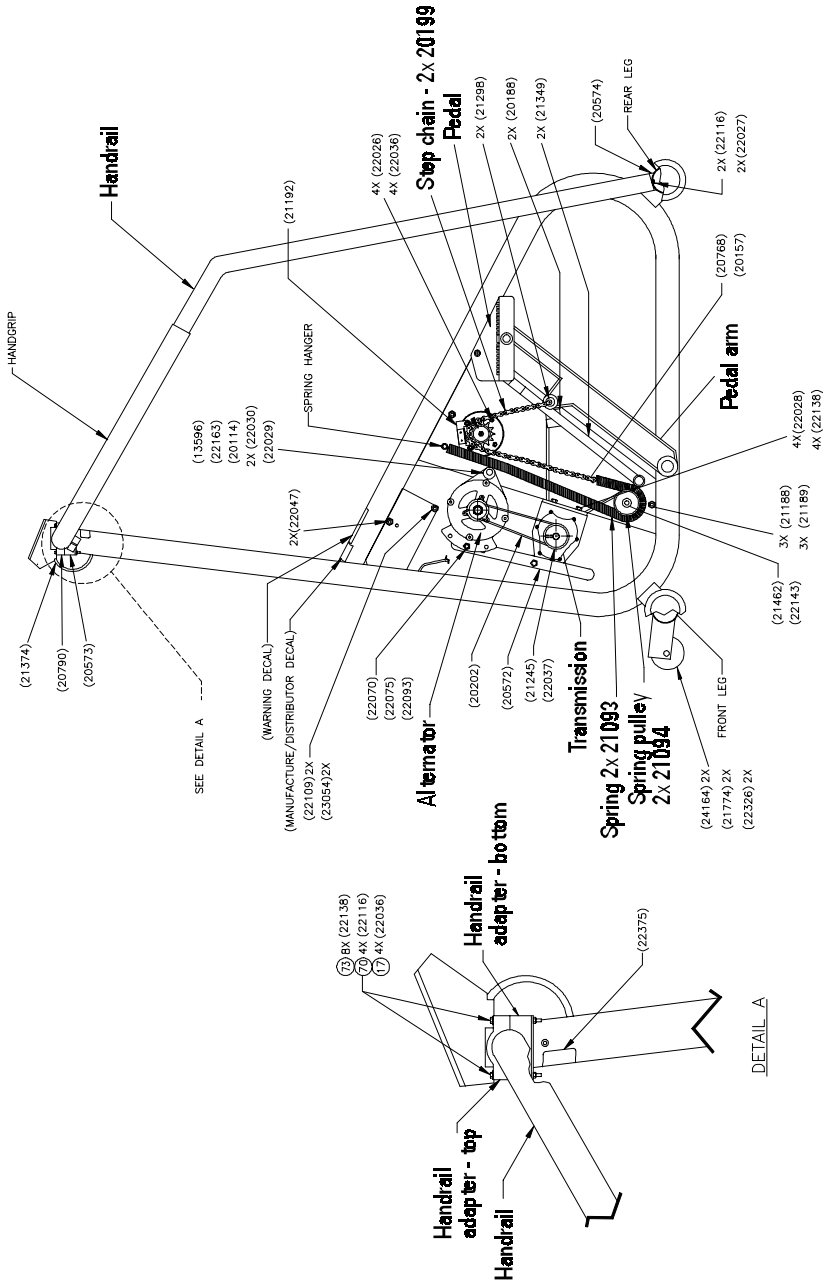 HANDGRIP
Handrail
(21374)
(20790)
(20573)
SEE DETAIL A
(21192)
4X (22026)
4X (22036)
Step chain - 2x 20199
Pedal
2X (21298)
2X (20188)
2X (21349)
(20574)
REAR LEG
2X (22116)
2X(22027)
SPRING HANGER
(13596)
(22163)
(20114)
2X (22030)
(22029)
2X(22047)
(WARNING DECAL)
(MANUFACTURE/DISTRIBUTOR DECAL)
(22109)2X
(23054)2X
(22070)
(22075)
(22093)
Alternator
(20202)
(20572)
(21245)
(22037)
Transmission
Spring 2x 21093
Spring pulley
2x 21094
(20768)
(20157)
Pedal arm
4X(22028)
4X (22138)
3X (21188)
3X (21189)
(21462)
(22143)
FRONT LEG
(24164) 2X
(21774) 2X
(22326) 2X
73 8X (22138)
70 4X (22116)
17 4X (22036)
Handrail
adapter - bottom
(22375)
Handrail
adapter - top
Handrail
DETAIL A